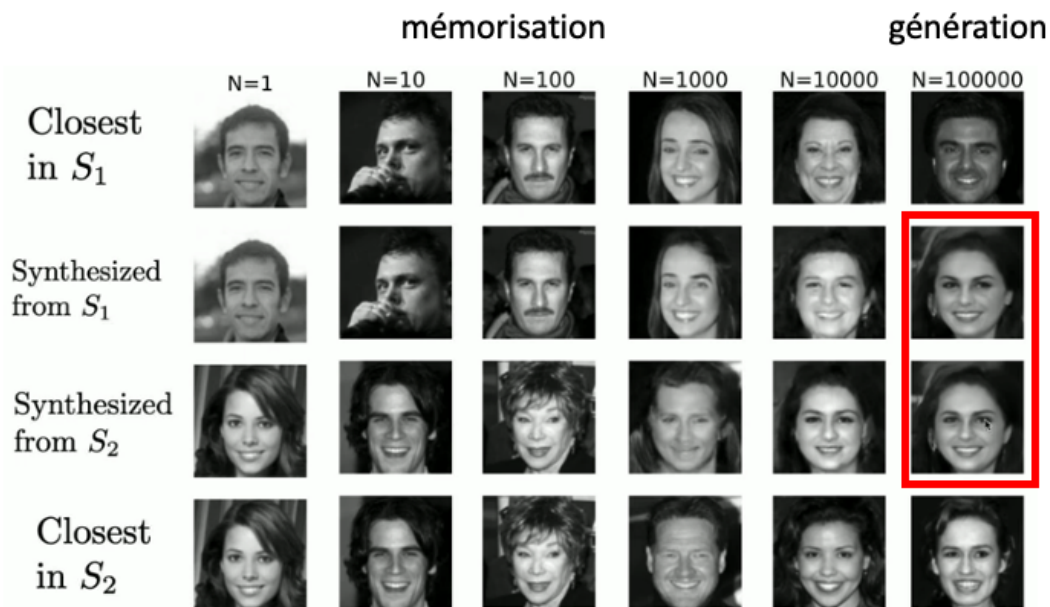 mémorisation génération
N=1 N=10 N=100 N=1000 N=10000 N=100000
Closest
in S₁
Synthesized
from S₁
Synthesized
from S₂
Closest
in S₂